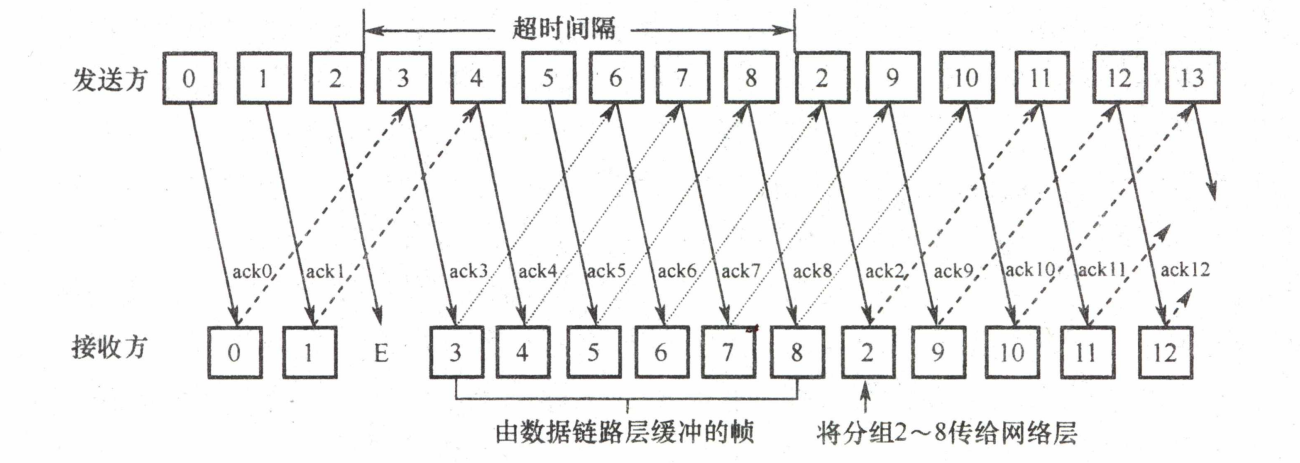 超时间隔
发送方 0 1 2 3 4 5 6 7 8 2 9 10 11 12 13
ack0 ack1 ack3 ack4 ack5 ack6 ack7 ack8 ack2 ack9 ack10 ack11 ack12
接收方 0 1 E 3 4 5 6 7 8 2 9 10 11 12
由数据链路层缓冲的帧 将分组2～8传给网络层